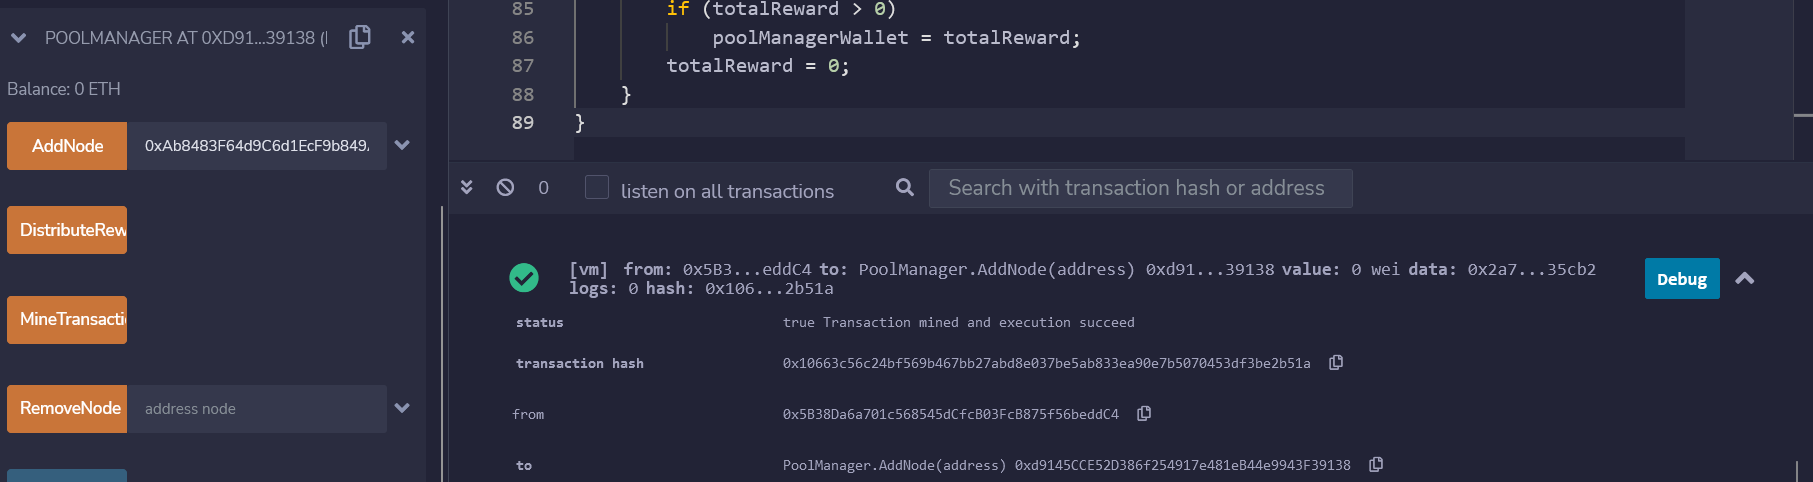 POOLMANAGER AT 0XD91...39138 (
Balance: 0 ETH
AddNode 0xAb8483F64d9C6d1EcF9b849
DistributeRew
MineTransacti
RemoveNode address node
85 if (totalReward > 0)
86 poolManagerWallet = totalReward;
87 totalReward = 0;
88 }
89 }
0 listen on all transactions Search with transaction hash or address
[vm] from: 0x5B3...eddC4 to: PoolManager.AddNode(address) 0xd91...39138 value: 0 wei data: 0x2a7...35cb2
logs: 0 hash: 0x106...2b51a
Debug
status true Transaction mined and execution succeed
transaction hash 0x10663c56c24bf569b467bb27abd8e037be5ab833ea90e7b5070453df3be2b51a
from 0x5B38Da6a701c568545dCfcB03FcB875f56beddC4
to PoolManager.AddNode(address) 0xd9145CCE52D386f254917e481eB44e9943F39138